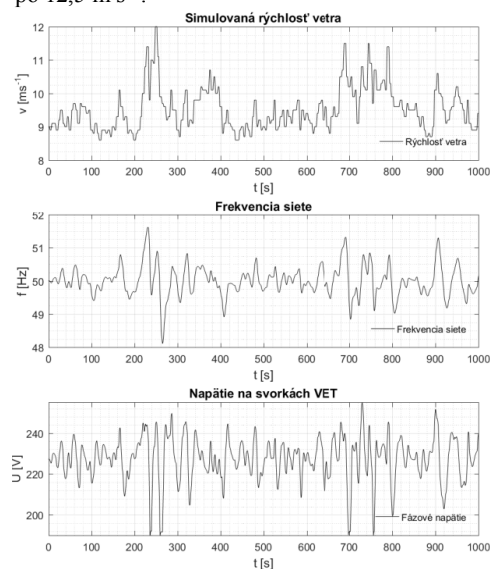 po 12,5 m s
Simulovaná rýchlosť vetra
12
11
10
9
8
v [ms-1]
Rýchlosť vetra
0 100 200 300 400 500 600 700 800 900 1000
t [s]
Frekvencia siete
52
51
50
49
48
f [Hz]
Frekvencia siete
0 100 200 300 400 500 600 700 800 900 1000
t [s]
Napätie na svorkách VET
240
220
200
U [V]
Fázové napätie
0 100 200 300 400 500 600 700 800 900 1000
t [s]